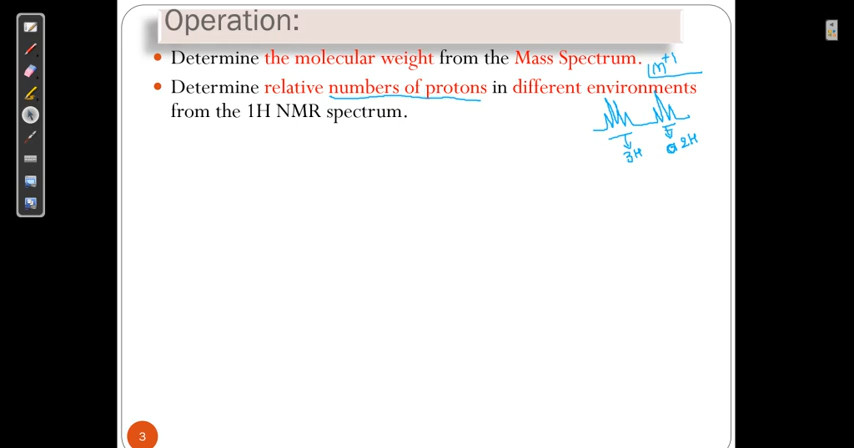 Operation:
• Determine the molecular weight from the Mass Spectrum.
m+1
• Determine relative numbers of protons in different environments
from the 1H NMR spectrum.
3H
2H
3